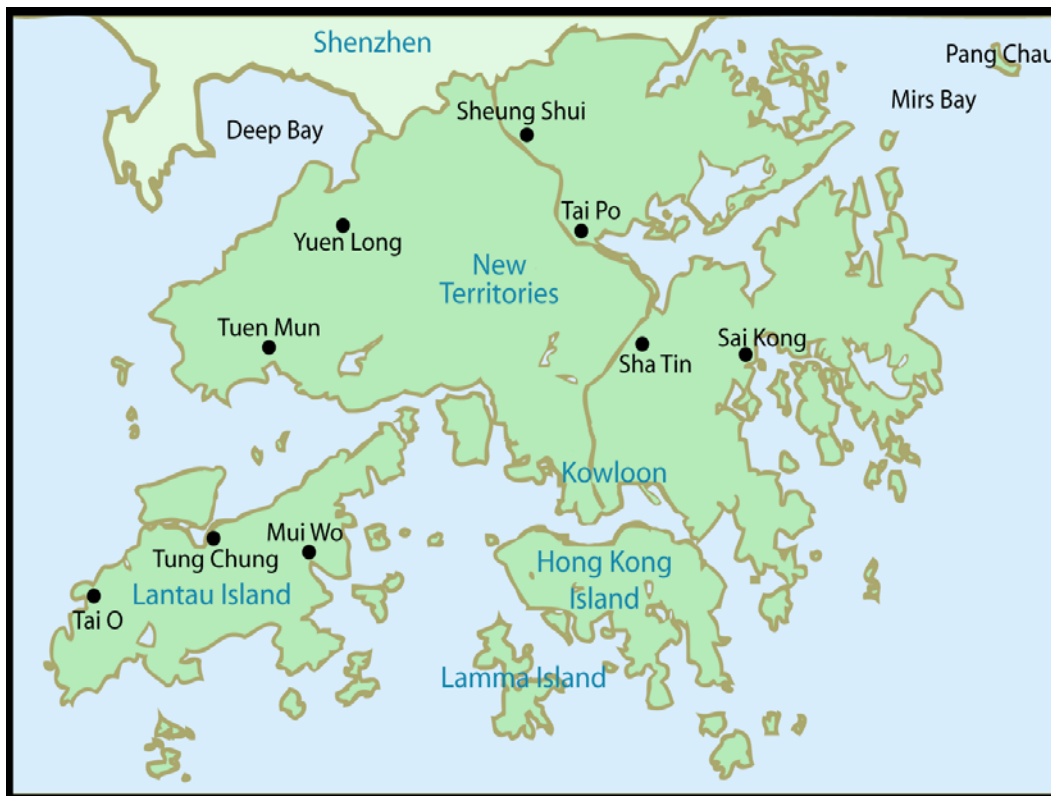 Shenzhen
Pang Chau
Mirs Bay
Deep Bay
Sheung Shui
Tai Po
Yuen Long
New
Territories
Tuen Mun
Sai Kong
Sha Tin
Kowloon
Mui Wo
Tung Chung
Hong Kong
Island
Lantau Island
Tai O
Lamma Island